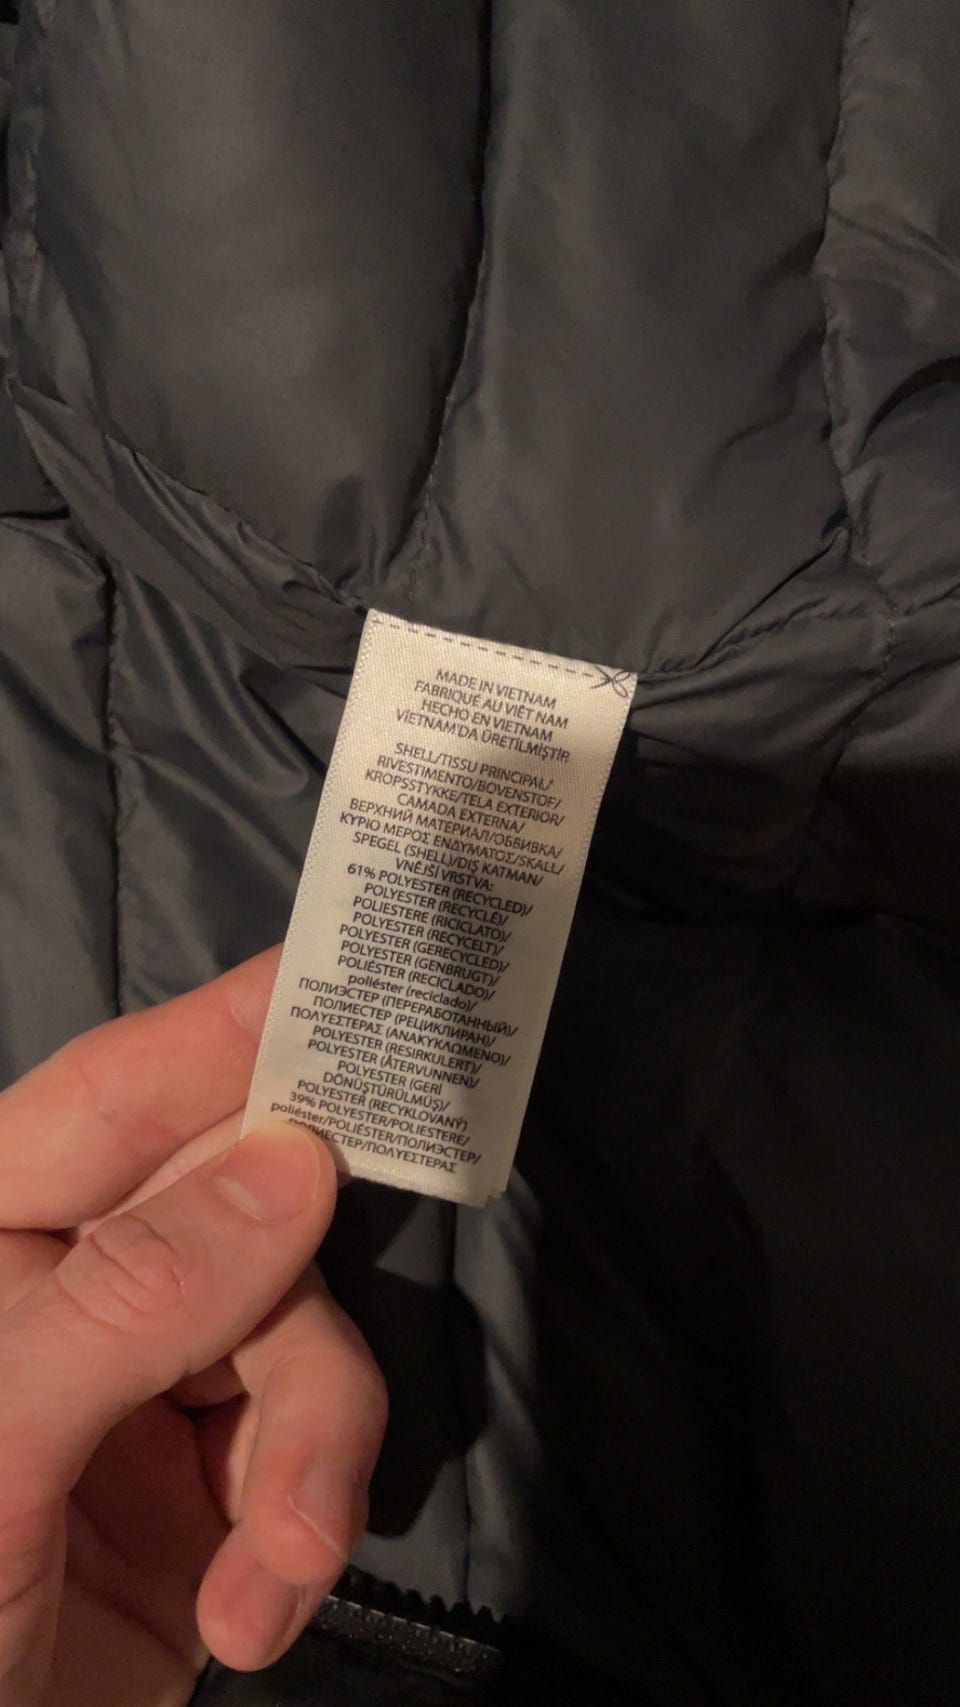 MADE IN VIETNAM
FABRIQUÉ AU VIÊT NAM
HECHO EN VIETNAM
VİETNAM'DA ÜRETİLMİŞTİR
SHELL/TISSU PRINCIPAL/
RIVESTIMENTO/BOVENSTOF/
KROPSSTYKKE/TELA EXTERIOR/
CAMADA EXTERNA/
ВЕРХНИЙ МАТЕРИАЛ/ОБВИВКА/
ΚΥΡΙΟ ΜΕΡΟΣ ΕΝΔΥΜΑΤΟΣ/SKALL/
SPEGEL (SHELL)/DIŞ KATMAN/
VNĚJŠÍ VRSTVA:
61% POLYESTER (RECYCLED)/
POLYESTER (RECYCLÉ)/
POLIESTERE (RICICLATO)/
POLYESTER (RECYCELT)/
POLYESTER (GERECYCLED)/
POLYESTER (GENBRUGT)/
POLIÉSTER (RECICLADO)/
poliéster (reciclado)/
ПОЛИЭСТЕР (ПЕРЕРАБОТАННЫЙ)/
ПОЛИЕСТЕР (РЕЦИКЛИРАН)/
ΠΟΛΥΕΣΤΕΡΑΣ (ΑΝΑΚΥΚΛΩΜΕΝΟ)/
POLYESTER (RESIRKULERT)/
POLYESTER (ÅTERVUNNEN)/
POLYESTER (GERİ
DÖNÜŞTÜRÜLMÜŞ)/
POLYESTER (RECYKLOVANÝ)
39% POLYESTER/POLIESTERE/
poliéster/POLIÉSTER/ПОЛИЭСТЕР/
ПОЛИЕСТЕР/ΠΟΛΥΕΣΤΕΡΑΣ